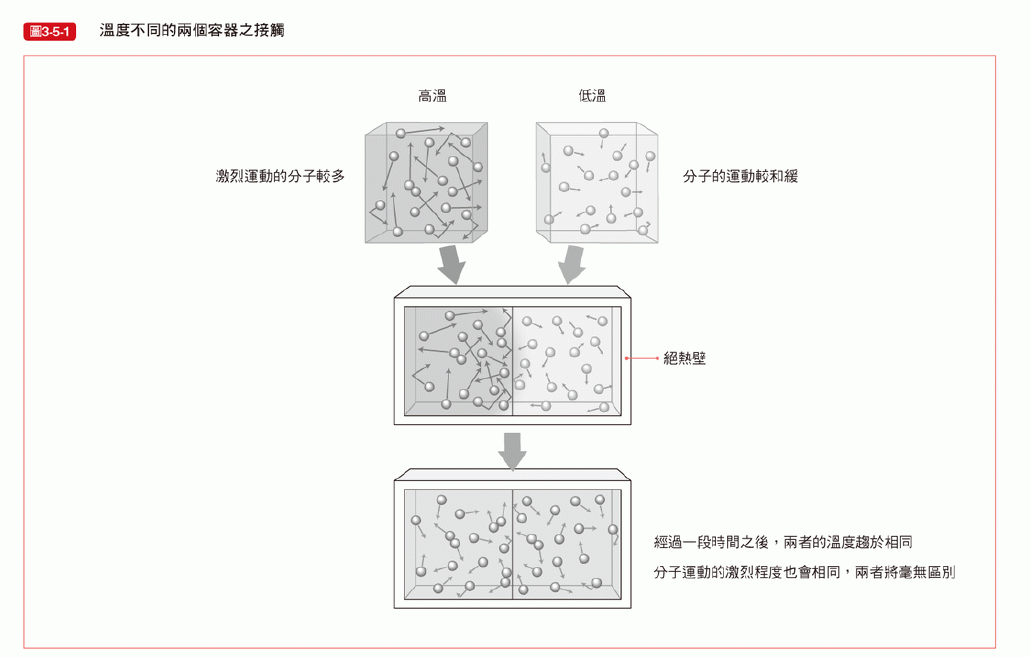 圖3-5-1 溫度不同的兩個容器之接觸
高溫
低溫
激烈運動的分子較多
分子的運動較和緩
絕熱壁
經過一段時間之後，兩者的溫度趨於相同
分子運動的激烈程度也會相同，兩者將毫無區別